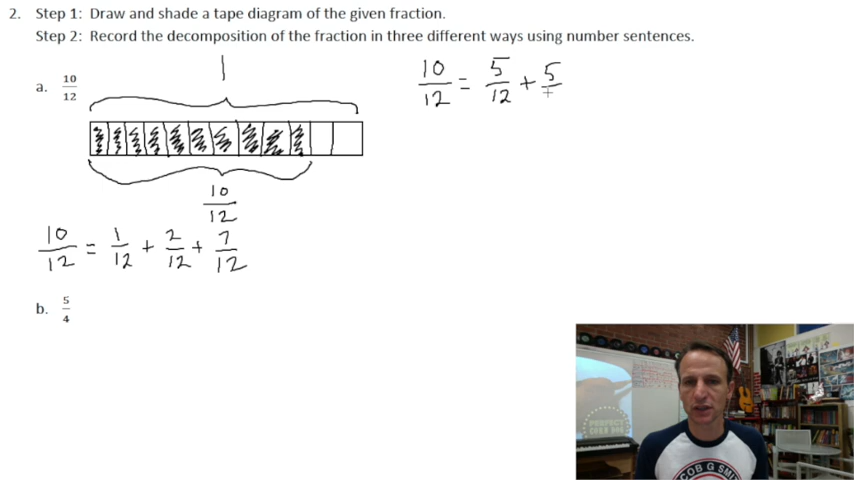 2. Step 1: Draw and shade a tape diagram of the given fraction.
Step 2: Record the decomposition of the fraction in three different ways using number sentences.
a. 10/12
1
10/12
10/12 = 1/12 + 2/12 + 7/12
10/12 = 5/12 + 5/
b. 5/4
COB G SMI